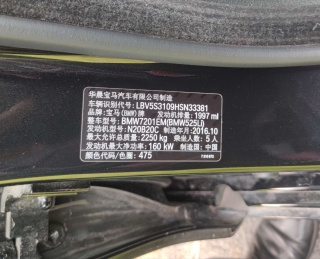 华晨宝马汽车有限公司制造
车辆识别代号: LBV5S3109HSN33381
宝马(BMW)牌 发动机排量: 1997 ml
整车型号: BMW7201EM(BMW525Li)
发动机型号: N20B20C 制造年月: 2016.10
最大允许总质量: 2250 kg 乘坐人数: 5 人
发动机最大净功率: 160 kW 制造国: 中国
颜色代码/色圈: 475